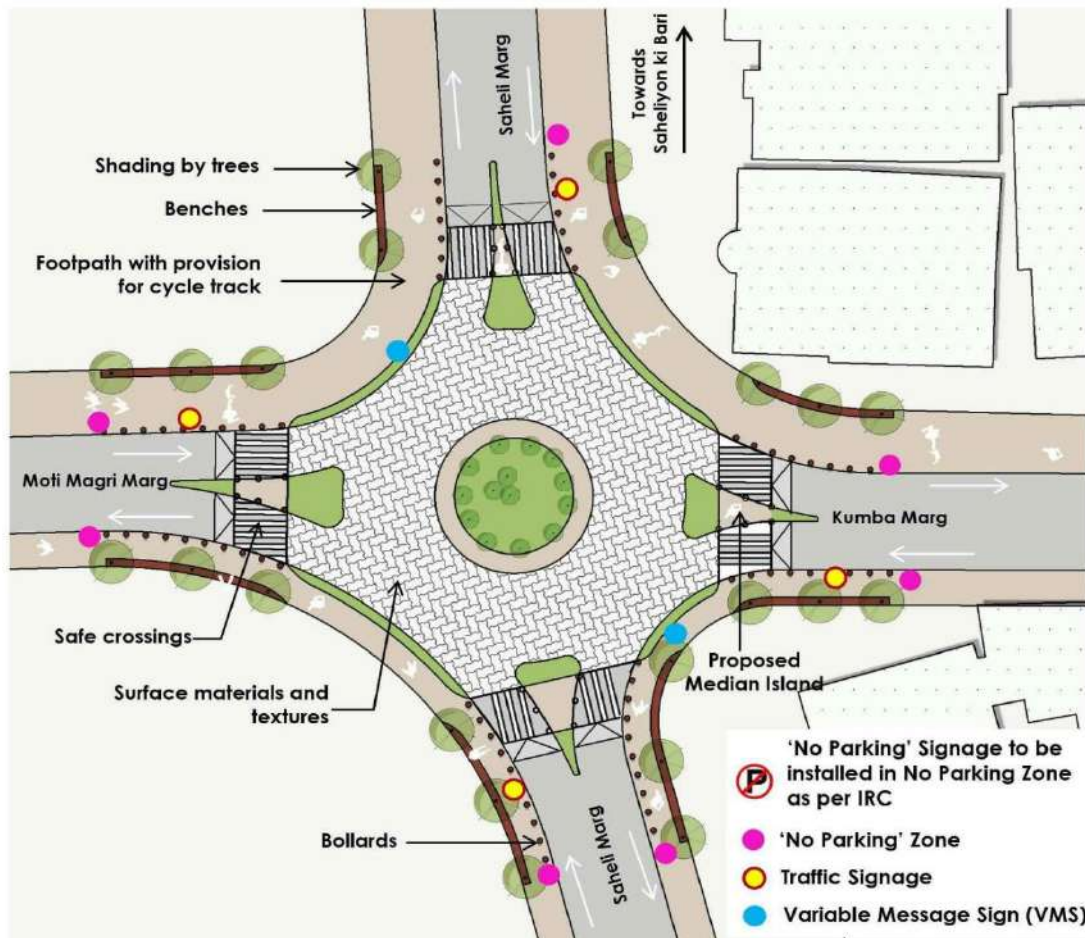 Saheli Marg
Towards
Saheliyon ki Bari
Shading by trees
Benches
Footpath with provision
for cycle track
Moti Magri Marg
Kumba Marg
Safe crossings
Proposed
Median Island
Surface materials and
textures
Bollards
Saheli Marg
P
'No Parking' Signage to be
installed in No Parking Zone
as per IRC
'No Parking' Zone
Traffic Signage
Variable Message Sign (VMS)